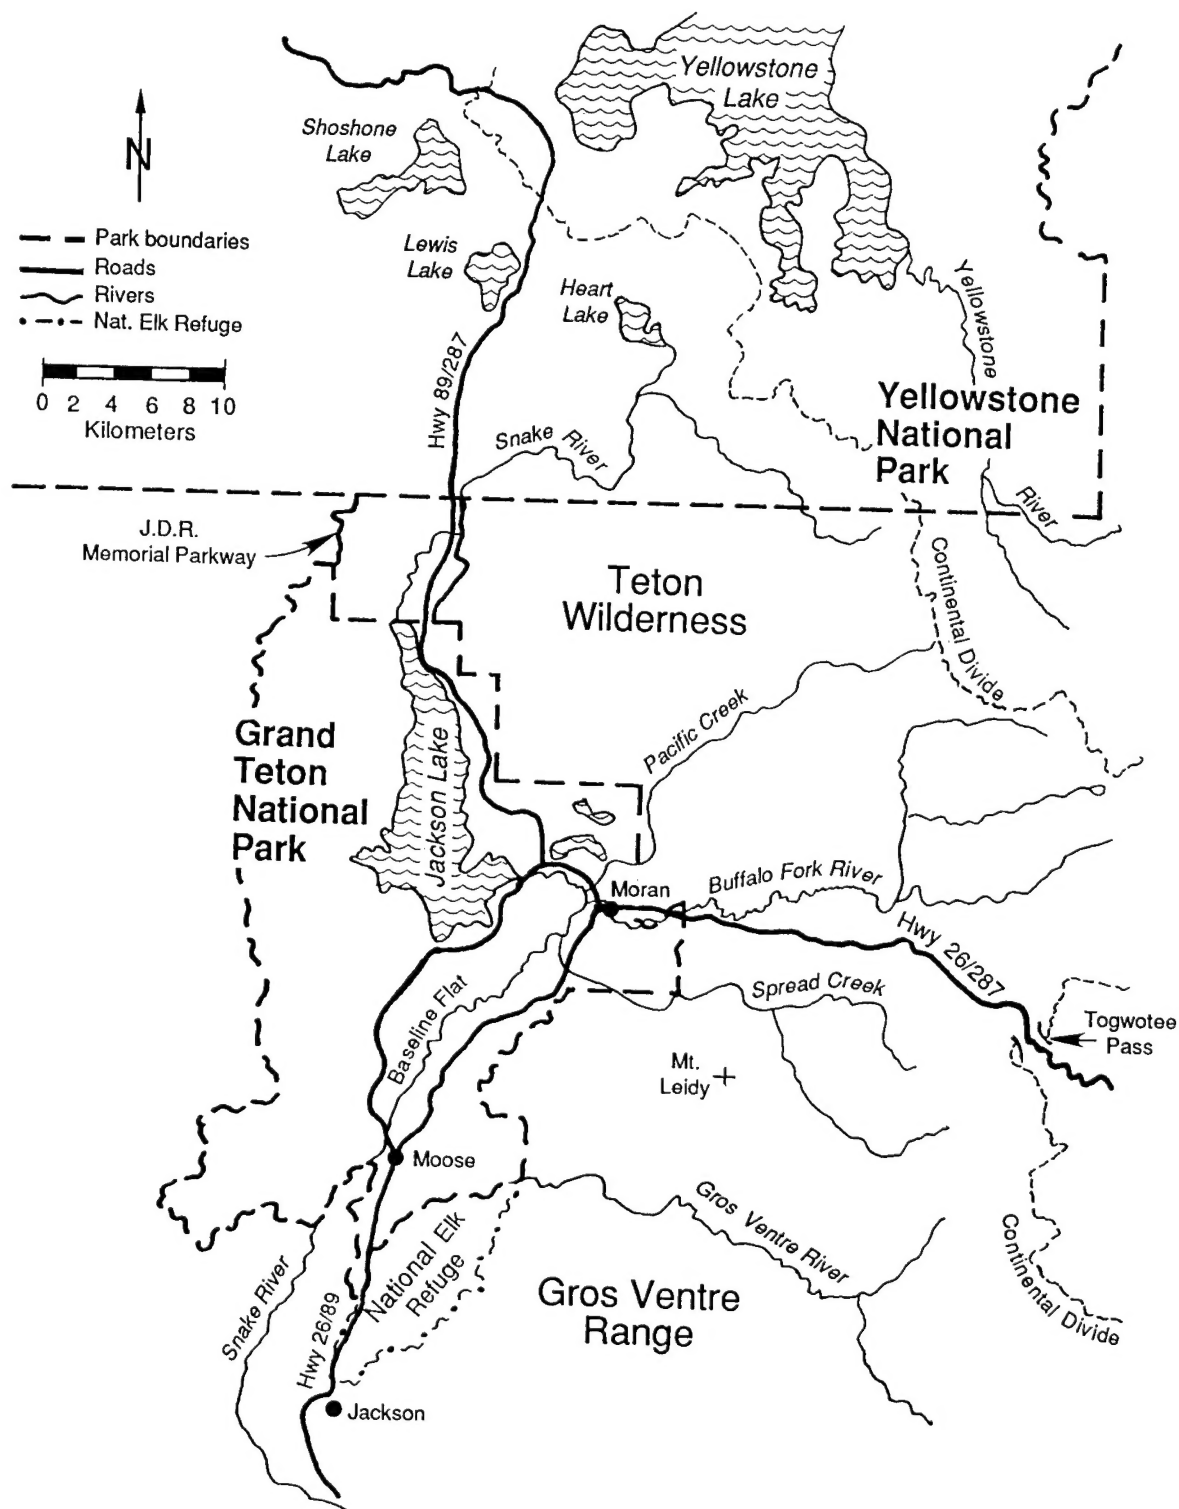 Yellowstone
Lake
Shoshone
Lake
N
Park boundaries
Roads
Rivers
Nat. Elk Refuge
0 2 4 6 8 10
Kilometers
Lewis
Lake
Heart
Lake
Yellowstone
Hwy 89/287
Snake River
Yellowstone
National
Park
River
J.D.R.
Memorial Parkway
Teton
Wilderness
Continental Divide
Grand
Teton
National
Park
Jackson Lake
Pacific Creek
Moran
Buffalo Fork River
Hwy 26/287
Baseline Flat
Spread Creek
Togwotee
Pass
Mt.
Leidy
Moose
Gros Ventre River
National Elk
Refuge
Continental Divide
Snake River
Hwy 26/89
Gros Ventre
Range
Jackson